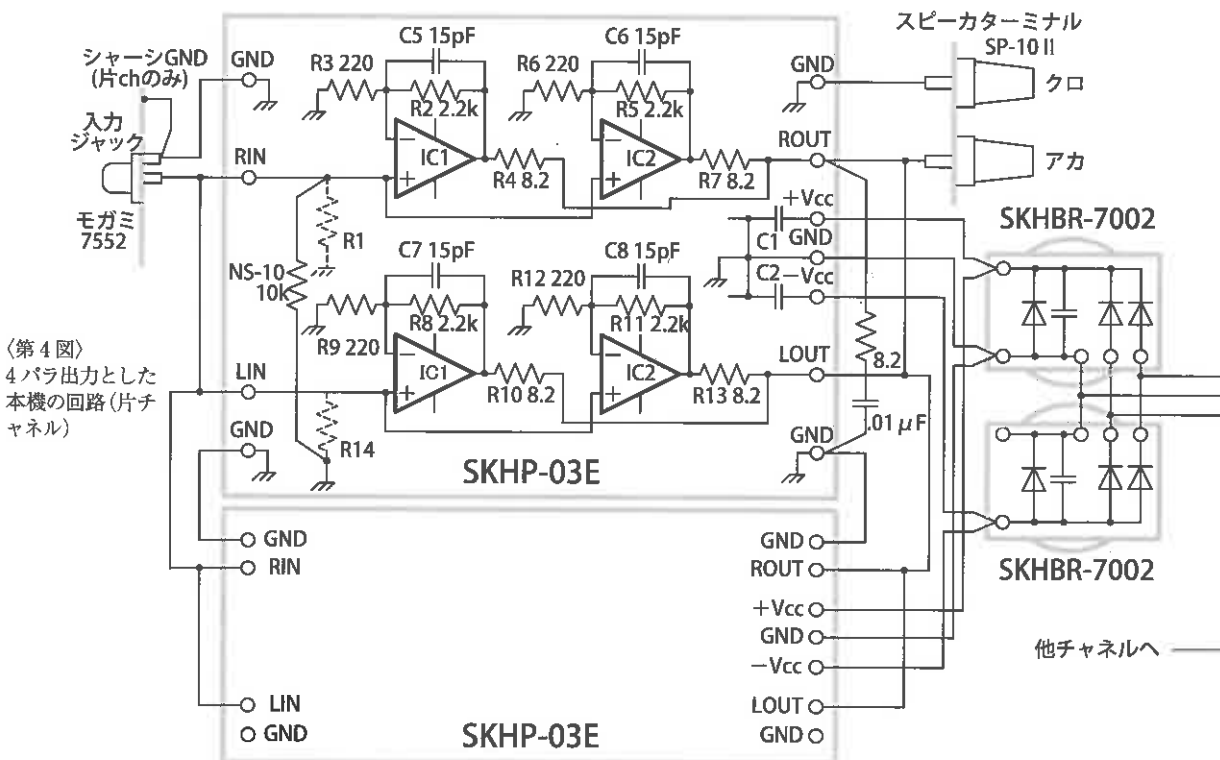 シャーシGND
(片chのみ)
入力
ジャック
モガミ
7552
GND
RIN
LIN
GND
R3 220
C5 15pF
R2 2.2k
IC1
R4 8.2
R6 220
C6 15pF
R5 2.2k
IC2
R7 8.2
R1
NS-10
10k
C7 15pF
R8 2.2k
R9 220
IC1
R10 8.2
R12 220
C8 15pF
R11 2.2k
IC2
R13 8.2
R14
GND
ROUT
+Vcc
C1
GND
C2
−Vcc
8.2
LOUT
.01μF
GND
SKHP-03E
スピーカターミナル
SP-10Ⅱ
クロ
アカ
SKHBR-7002
SKHBR-7002
〈第4図〉
4パラ出力とした
本機の回路(片チ
ャネル)
GND
RIN
LIN
GND
GND
ROUT
+Vcc
GND
−Vcc
LOUT
GND
SKHP-03E
他チャネルへ